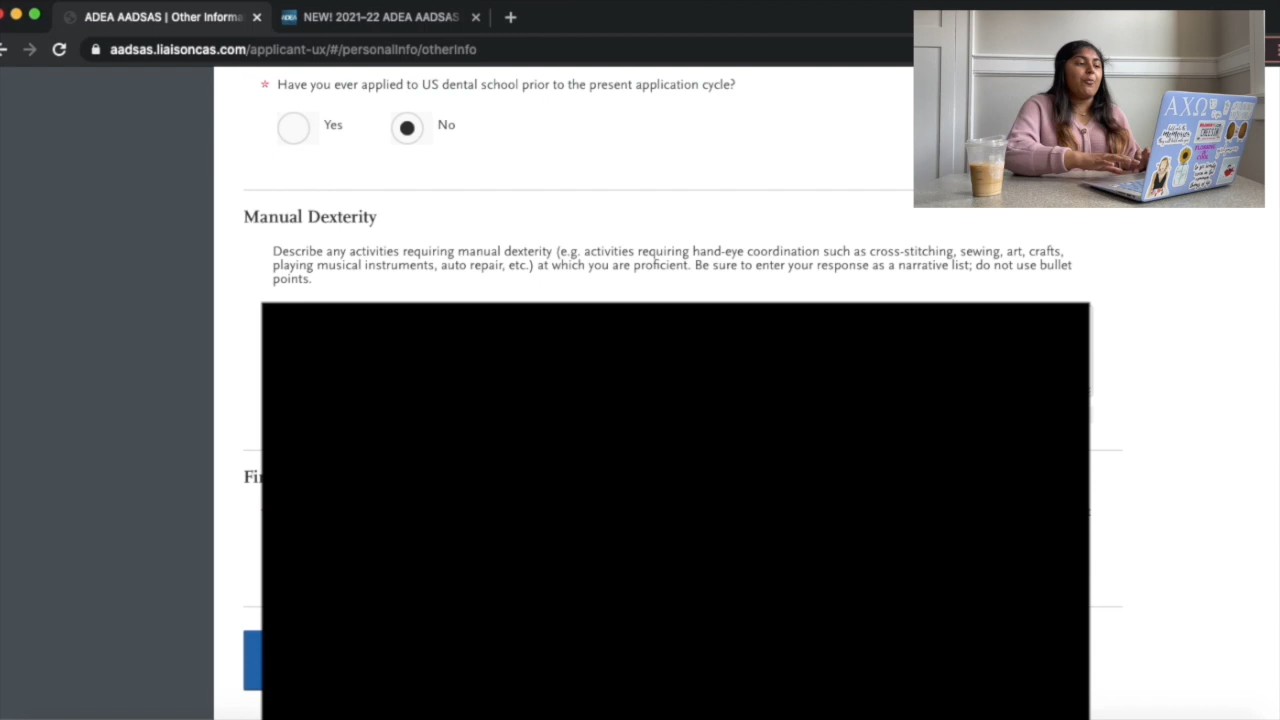 ADEA AADSAS | Other Informa
NEW! 2021–22 ADEA AADSAS
aadsas.liaisoncas.com/applicant-ux/#/personalInfo/otherInfo
* Have you ever applied to US dental school prior to the present application cycle?
Yes No
Manual Dexterity
Describe any activities requiring manual dexterity (e.g. activities requiring hand-eye coordination such as cross-stitching, sewing, art, crafts,
playing musical instruments, auto repair, etc.) at which you are proficient. Be sure to enter your response as a narrative list; do not use bullet
points.
Fi
ΑΧΩ